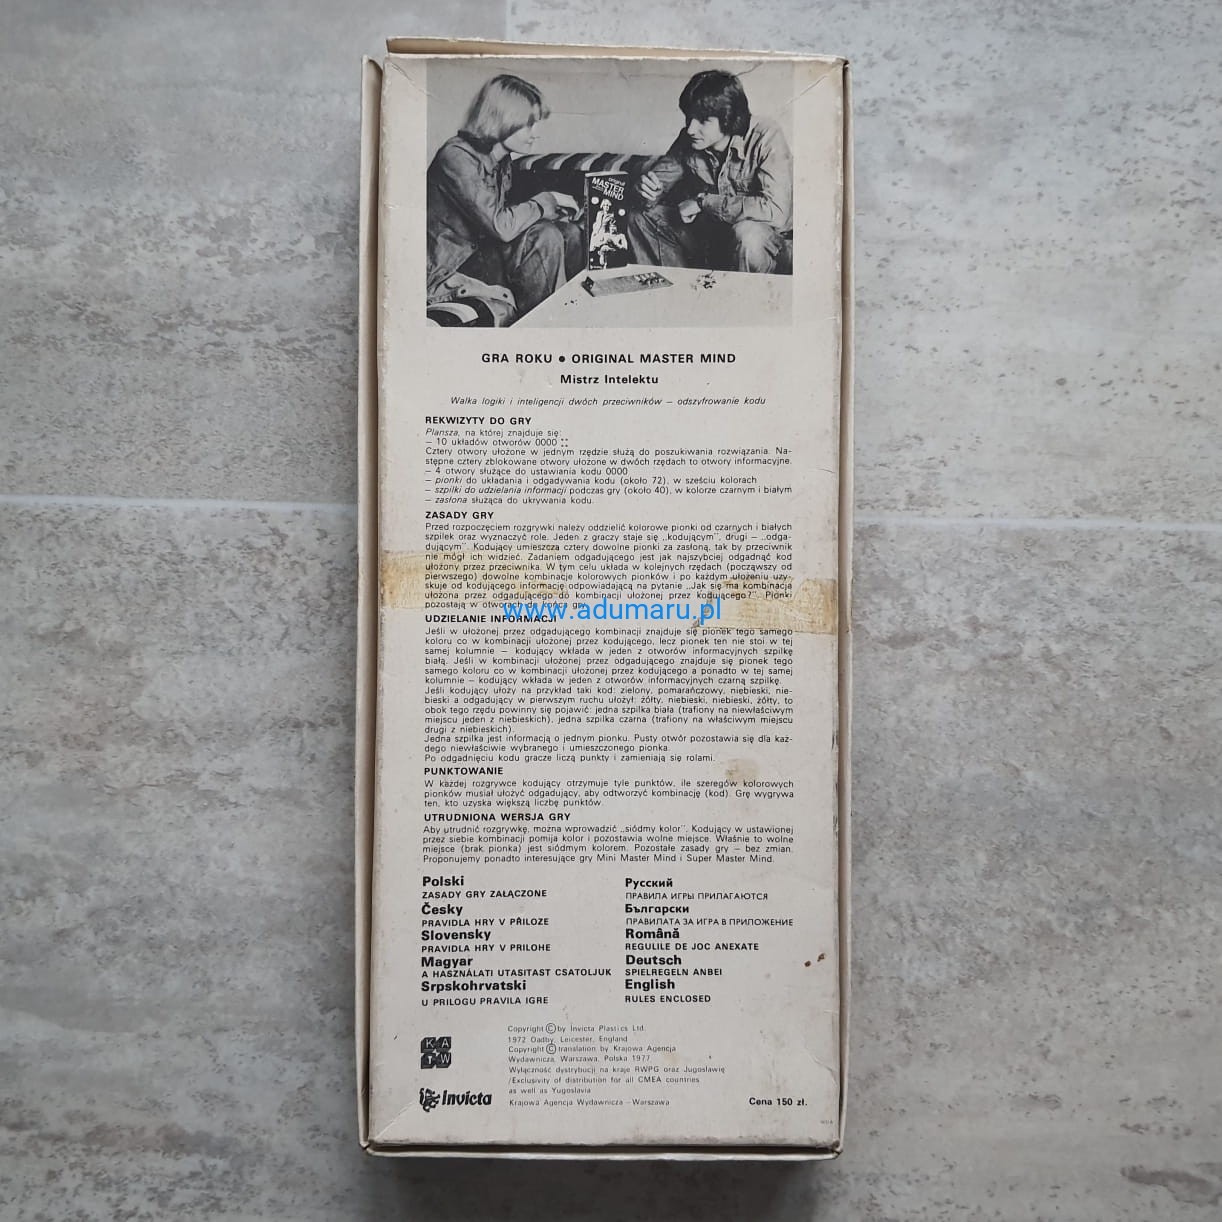 original
MASTER
MIND
GRA ROKU ● ORIGINAL MASTER MIND
Mistrz Intelektu
Walka logiki i inteligencji dwóch przeciwników – odszyfrowanie kodu
REKWIZYTY DO GRY
Plansza, na której znajduje się:
– 10 układów otworów 0000 ::
Cztery otwory ułożone w jednym rzędzie służą do poszukiwania rozwiązania. Na-
stępne cztery zblokowane otwory ułożone w dwóch rzędach to otwory informacyjne.
– 4 otwory służące do ustawiania kodu 0000
– pionki do układania i odgadywania kodu (około 72), w sześciu kolorach
– szpilki do udzielania informacji podczas gry (około 40), w kolorze czarnym i białym
– zasłona służąca do ukrywania kodu.
ZASADY GRY
Przed rozpoczęciem rozgrywki należy oddzielić kolorowe pionki od czarnych i białych
szpilek oraz wyznaczyć role. Jeden z graczy staje się „kodującym”, drugi – „odga-
dującym”. Kodujący umieszcza cztery dowolne pionki za zasłoną, tak by przeciwnik
nie mógł ich widzieć. Zadaniem odgadującego jest jak najszybciej odgadnąć kod
ułożony przez przeciwnika. W tym celu układa w kolejnych rzędach (począwszy od
pierwszego) dowolne kombinacje kolorowych pionków i po każdym ułożeniu uzy-
skuje od kodującego informację odpowiadającą na pytanie „Jak się ma kombinacja
ułożona przez odgadującego do kombinacji ułożonej przez kodującego?”. Pionki
pozostają w otworach do końca gry.
www.adumaru.pl
UDZIELANIE INFORMACJI
Jeśli w ułożonej przez odgadującego kombinacji znajduje się pionek tego samego
koloru co w kombinacji ułożonej przez kodującego, lecz pionek ten nie stoi w tej
samej kolumnie – kodujący wkłada w jeden z otworów informacyjnych szpilkę
białą. Jeśli w kombinacji ułożonej przez odgadującego znajduje się pionek tego
samego koloru co w kombinacji ułożonej przez kodującego a ponadto w tej samej
kolumnie – kodujący wkłada w jeden z otworów informacyjnych czarną szpilkę.
Jeśli kodujący ułoży na przykład taki kod: zielony, pomarańczowy, niebieski, nie-
bieski a odgadujący w pierwszym ruchu ułożył: żółty, niebieski, niebieski, żółty, to
obok tego rzędu powinny się pojawić: jedna szpilka biała (trafiony na niewłaściwym
miejscu jeden z niebieskich), jedna szpilka czarna (trafiony na właściwym miejscu
drugi z niebieskich).
Jedna szpilka jest informacją o jednym pionku. Pusty otwór pozostawia się dla każ-
dego niewłaściwie wybranego i umieszczonego pionka.
Po odgadnięciu kodu gracze liczą punkty i zamieniają się rolami.
PUNKTOWANIE
W każdej rozgrywce kodujący otrzymuje tyle punktów, ile szeregów kolorowych
pionków musiał ułożyć odgadujący, aby odtworzyć kombinację (kod). Grę wygrywa
ten, kto uzyska większą liczbę punktów.
UTRUDNIONA WERSJA GRY
Aby utrudnić rozgrywkę, można wprowadzić „siódmy kolor”. Kodujący w ustawionej
przez siebie kombinacji pomija kolor i pozostawia wolne miejsce. Właśnie to wolne
miejsce (brak pionka) jest siódmym kolorem. Pozostałe zasady gry – bez zmian.
Proponujemy ponadto interesujące gry Mini Master Mind i Super Master Mind.
Polski
ZASADY GRY ZAŁĄCZONE
Česky
PRAVIDLA HRY V PŘILOZE
Slovensky
PRAVIDLA HRY V PRILOHE
Magyar
A HASZNÁLATI UTASITAST CSATOLJUK
Srpskohrvatski
U PRILOGU PRAVILA IGRE
Русский
ПРАВИЛА ИГРЫ ПРИЛАГАЮТСЯ
Български
ПРАВИЛАТА ЗА ИГРА В ПРИЛОЖЕНИЕ
Română
REGULILE DE JOC ANEXATE
Deutsch
SPIELREGELN ANBEI
English
RULES ENCLOSED
KA
W
Invicta
Copyright © by Invicta Plastics Ltd.
1972 Oadby, Leicester, England
Copyright © translation by Krajowa Agencja
Wydawnicza, Warszawa, Polska 1977
Wyłączność dystrybucji na kraje RWPG oraz Jugosławię
/Exclusivity of distribution for all CMEA countries
as well as Yugoslavia
Krajowa Agencja Wydawnicza – Warszawa
Cena 150 zł.